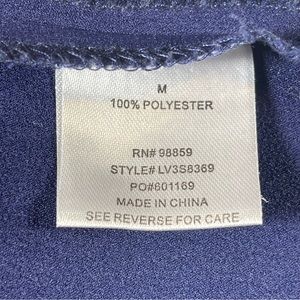 M
100% POLYESTER
RN# 98859
STYLE# LV3S8369
PO#601169
MADE IN CHINA
SEE REVERSE FOR CARE